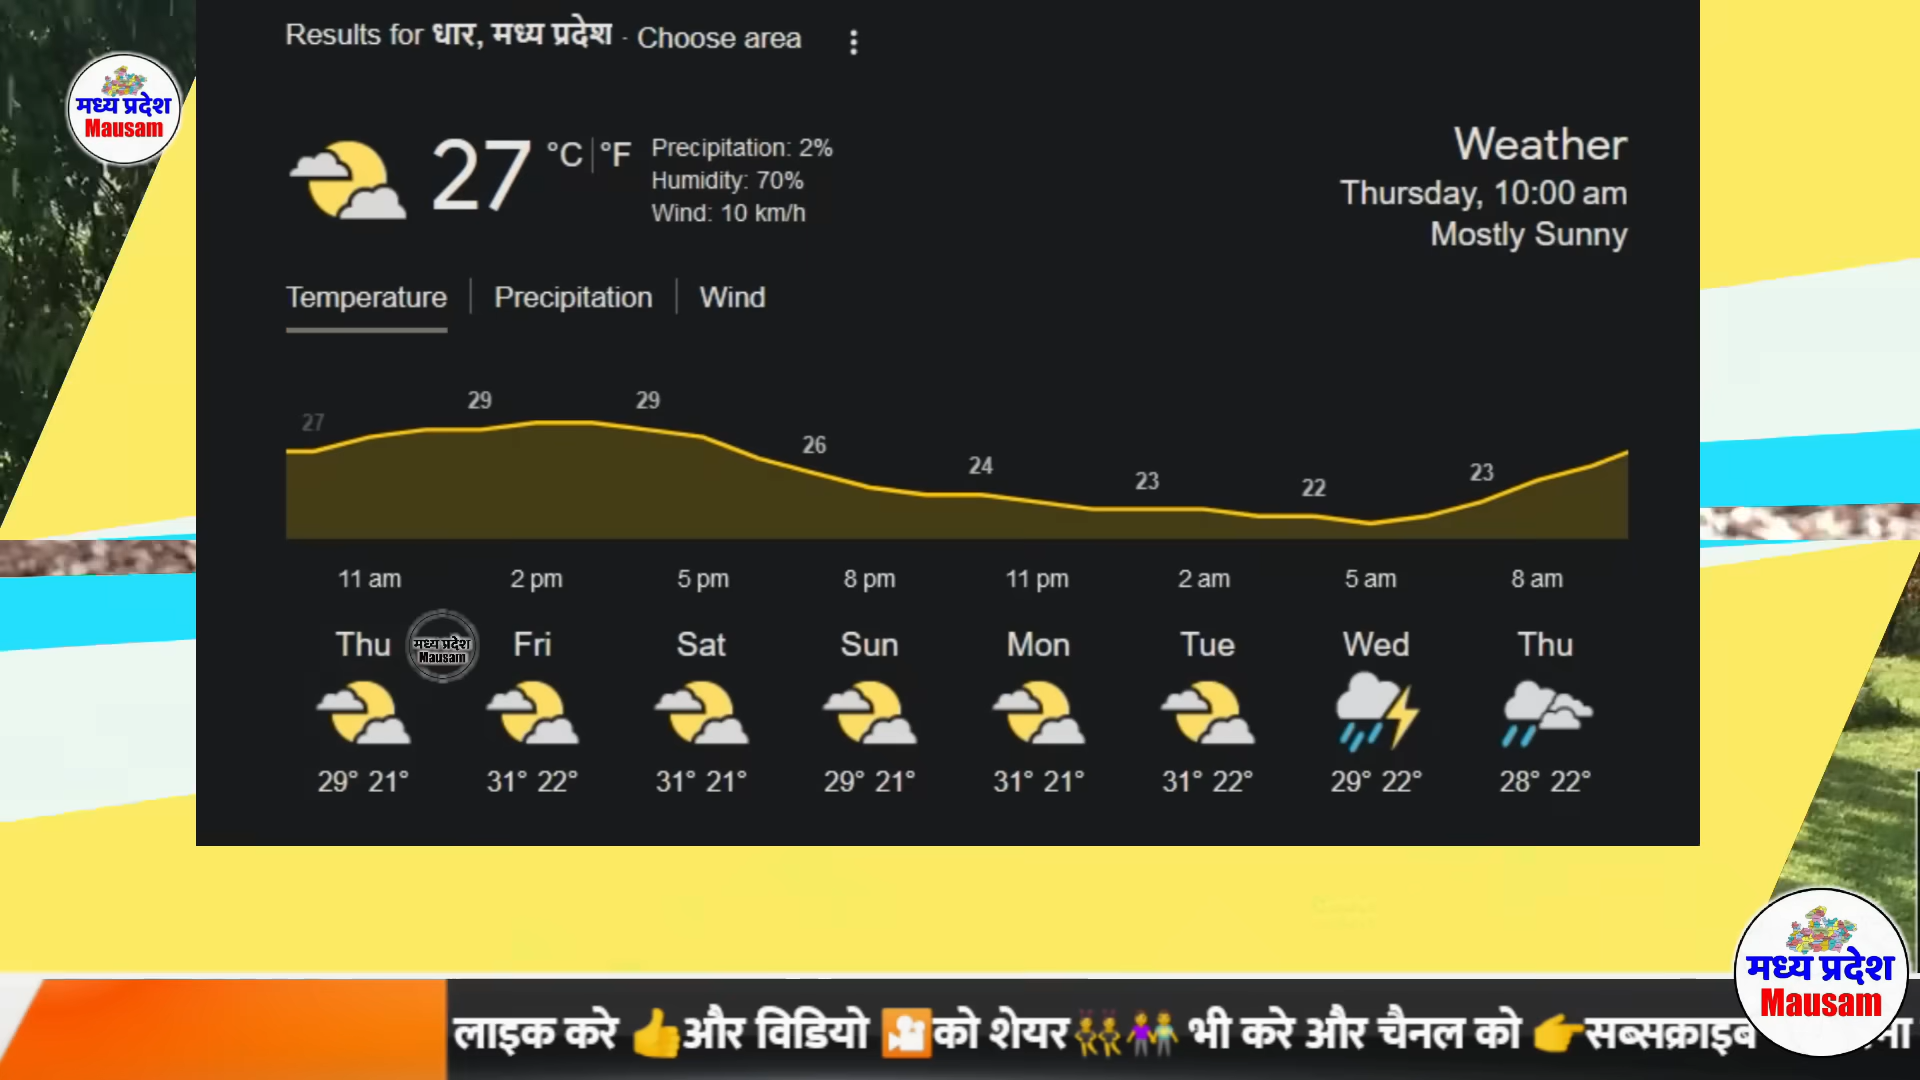 Results for धार, मध्य प्रदेश · Choose area
मध्य प्रदेश
Mausam
27 °C | °F
Precipitation: 2%
Humidity: 70%
Wind: 10 km/h
Weather
Thursday, 10:00 am
Mostly Sunny
Temperature | Precipitation | Wind
27 29 29 26 24 23 22 23
11 am 2 pm 5 pm 8 pm 11 pm 2 am 5 am 8 am
Thu Fri Sat Sun Mon Tue Wed Thu
मध्य प्रदेश
Mausam
29° 21° 31° 22° 31° 21° 29° 21° 31° 21° 31° 22° 29° 22° 28° 22°
मध्य प्रदेश
Mausam
लाइक करे 👍और विडियो 🎦को शेयर👯👫 भी करे और चैनल को 👉सब्सक्राइब